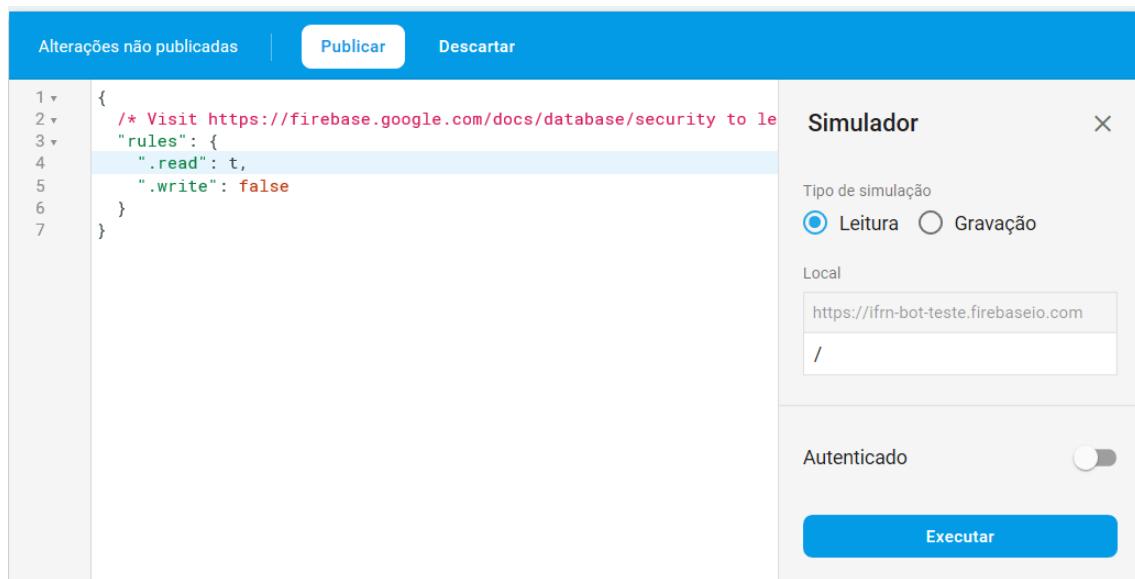 Alterações não publicadas Publicar Descartar
1 {
2 /* Visit https://firebase.google.com/docs/database/security to le
3 "rules": {
4 ".read": t,
5 ".write": false
6 }
7 }
Simulador
Tipo de simulação
Leitura Gravação
Local
https://ifrn-bot-teste.firebaseio.com
/
Autenticado
Executar